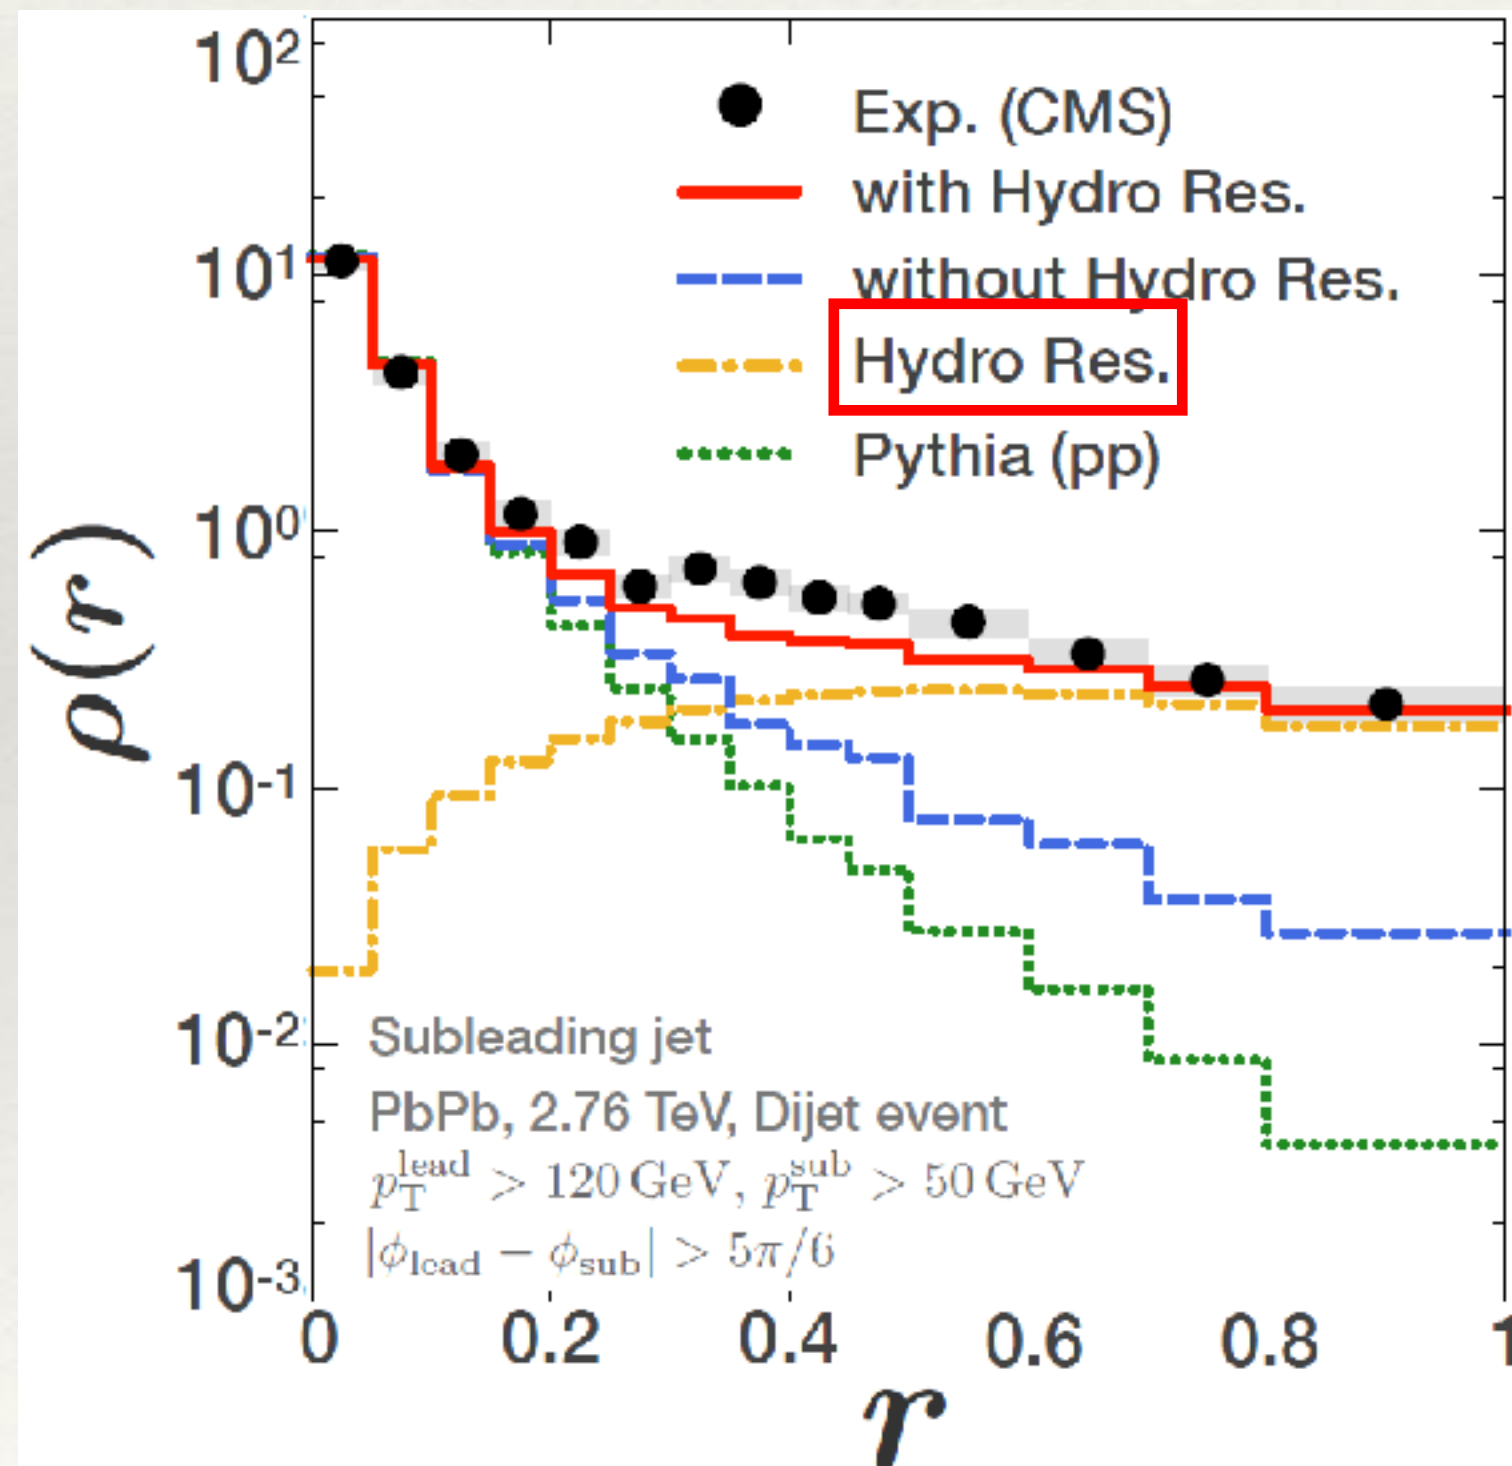 10²
Exp. (CMS)
with Hydro Res.
10¹
without Hydro Res.
Hydro Res.
Pythia (pp)
10⁰
ρ(r)
10⁻¹
10⁻²
Subleading jet
PbPb, 2.76 TeV, Dijet event
p_T^lead > 120 GeV, p_T^sub > 50 GeV
|ϕ_lead − ϕ_sub| > 5π/6
10⁻³
0 0.2 0.4 0.6 0.8 1
r